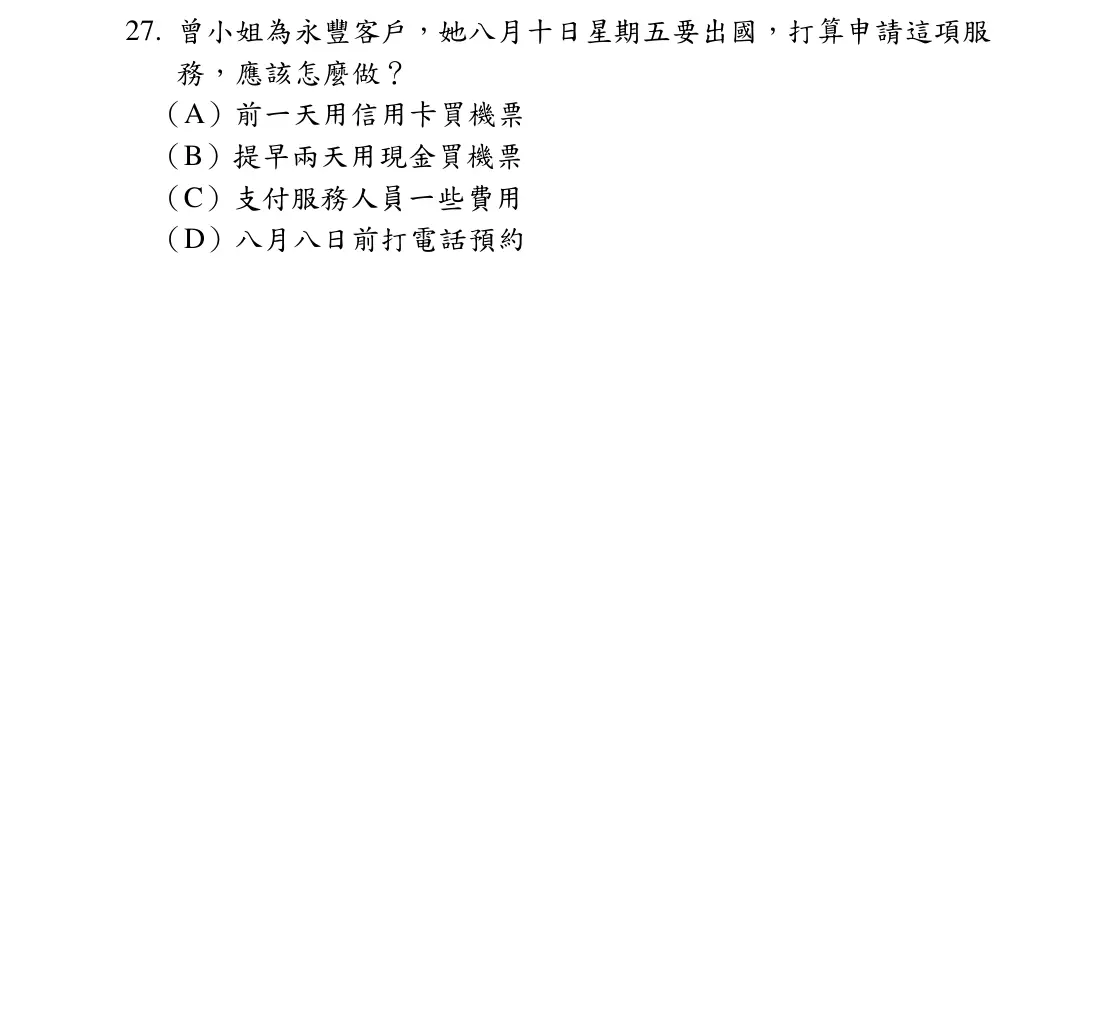 27. 曾小姐為永豐客戶，她八月十日星期五要出國，打算申請這項服
務，應該怎麼做？
（A）前一天用信用卡買機票
（B）提早兩天用現金買機票
（C）支付服務人員一些費用
（D）八月八日前打電話預約